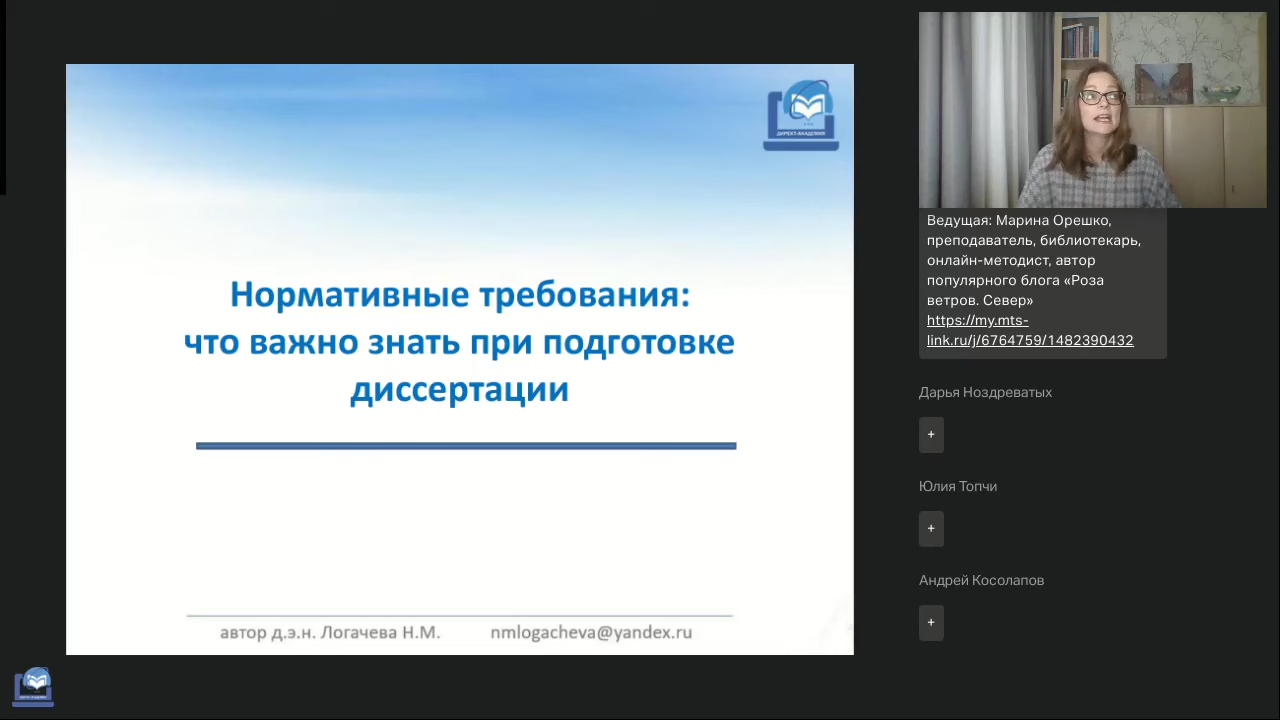 ДИРЕКТ-АКАДЕМИЯ
Нормативные требования:
что важно знать при подготовке
диссертации
автор д.э.н. Логачева Н.М. nmlogacheva@yandex.ru
Ведущая: Марина Орешко,
преподаватель, библиотекарь,
онлайн-методист, автор
популярного блога «Роза
ветров. Север»
https://my.mts-
link.ru/j/6764759/1482390432
Дарья Ноздреватых
+
Юлия Топчи
+
Андрей Косолапов
+